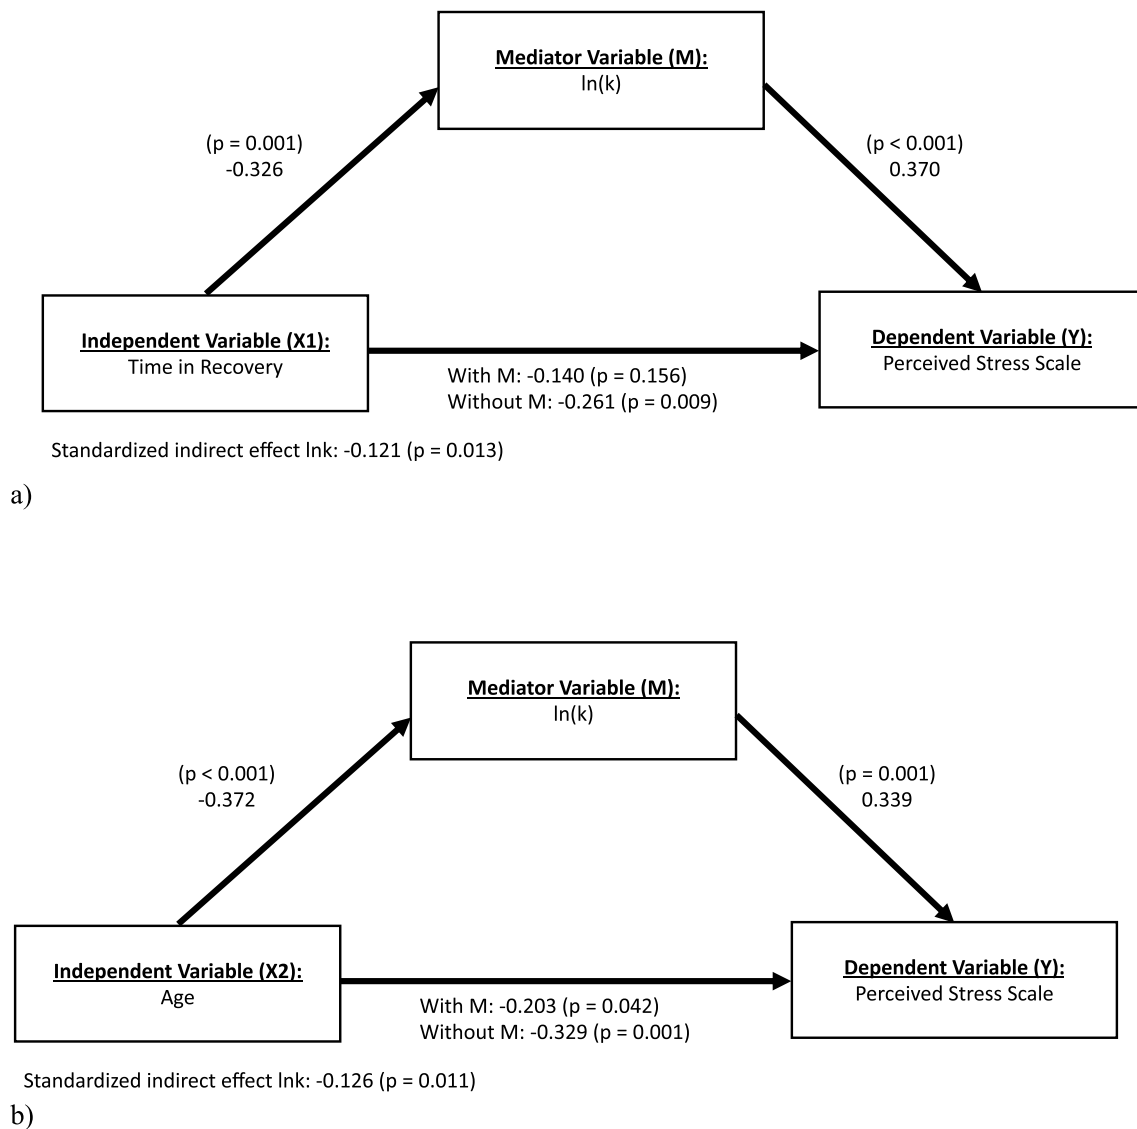 Mediator Variable (M):
ln(k)
(p = 0.001)
-0.326
(p < 0.001)
0.370
Independent Variable (X1):
Time in Recovery
Dependent Variable (Y):
Perceived Stress Scale
With M: -0.140 (p = 0.156)
Without M: -0.261 (p = 0.009)
Standardized indirect effect lnk: -0.121 (p = 0.013)
a)
Mediator Variable (M):
ln(k)
(p < 0.001)
-0.372
(p = 0.001)
0.339
Independent Variable (X2):
Age
Dependent Variable (Y):
Perceived Stress Scale
With M: -0.203 (p = 0.042)
Without M: -0.329 (p = 0.001)
Standardized indirect effect lnk: -0.126 (p = 0.011)
b)